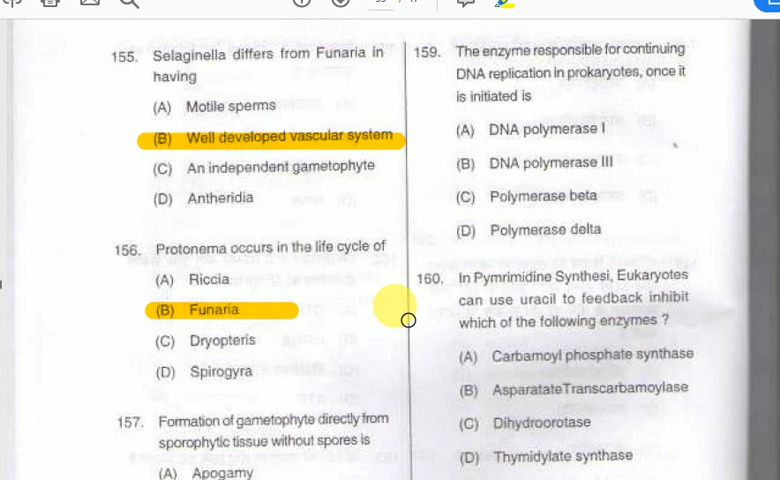 155. Selaginella differs from Funaria in
having
(A) Motile sperms
(B) Well developed vascular system
(C) An independent gametophyte
(D) Antheridia
156. Protonema occurs in the life cycle of
(A) Riccia
(B) Funaria
(C) Dryopteris
(D) Spirogyra
157. Formation of gametophyte directly from
sporophytic tissue without spores is
(A) Apogamy
159. The enzyme responsible for continuing
DNA replication in prokaryotes, once it
is initiated is
(A) DNA polymerase I
(B) DNA polymerase III
(C) Polymerase beta
(D) Polymerase delta
160. In Pymrimidine Synthesi, Eukaryotes
can use uracil to feedback inhibit
which of the following enzymes ?
(A) Carbamoyl phosphate synthase
(B) AsparatateTranscarbamoylase
(C) Dihydroorotase
(D) Thymidylate synthase